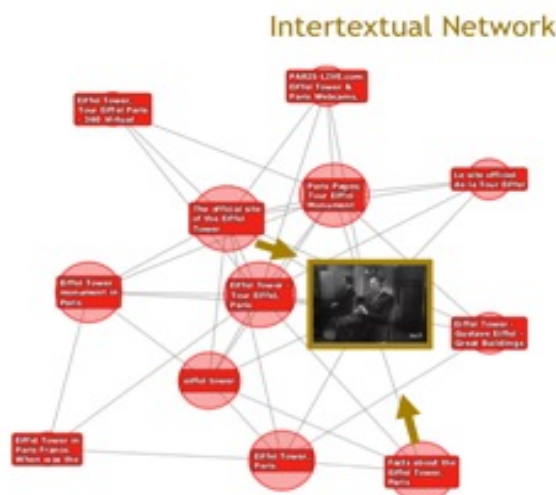 Intertextual Network
PARIS-LIVE.com
Eiffel Tower &
Paris Webcams.
Eiffel Tower,
Tour Eiffel Paris
- 360 Virtual
Le site officiel
de la Tour Eiffel
Paris Pages
Tour Eiffel
Monument
The official site
of the Eiffel
Tower
Eiffel Tower
monument in
Paris
Eiffel Tower -
Tour Eiffel,
Paris
Eiffel Tower -
Gustave Eiffel -
Great Buildings
eiffel tower
Eiffel Tower in
Paris France.
When was the
Eiffel Tower,
Paris
Facts about the
Eiffel Tower,
Paris